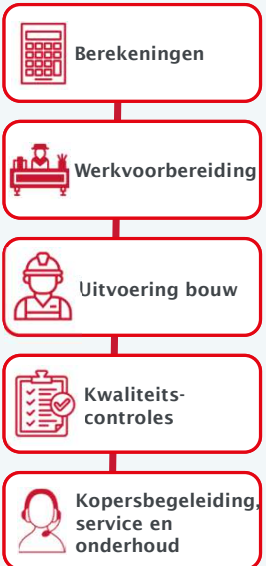 Berekeningen
Werkvoorbereiding
Uitvoering bouw
Kwaliteits-
controles
Kopersbegeleiding,
service en
onderhoud